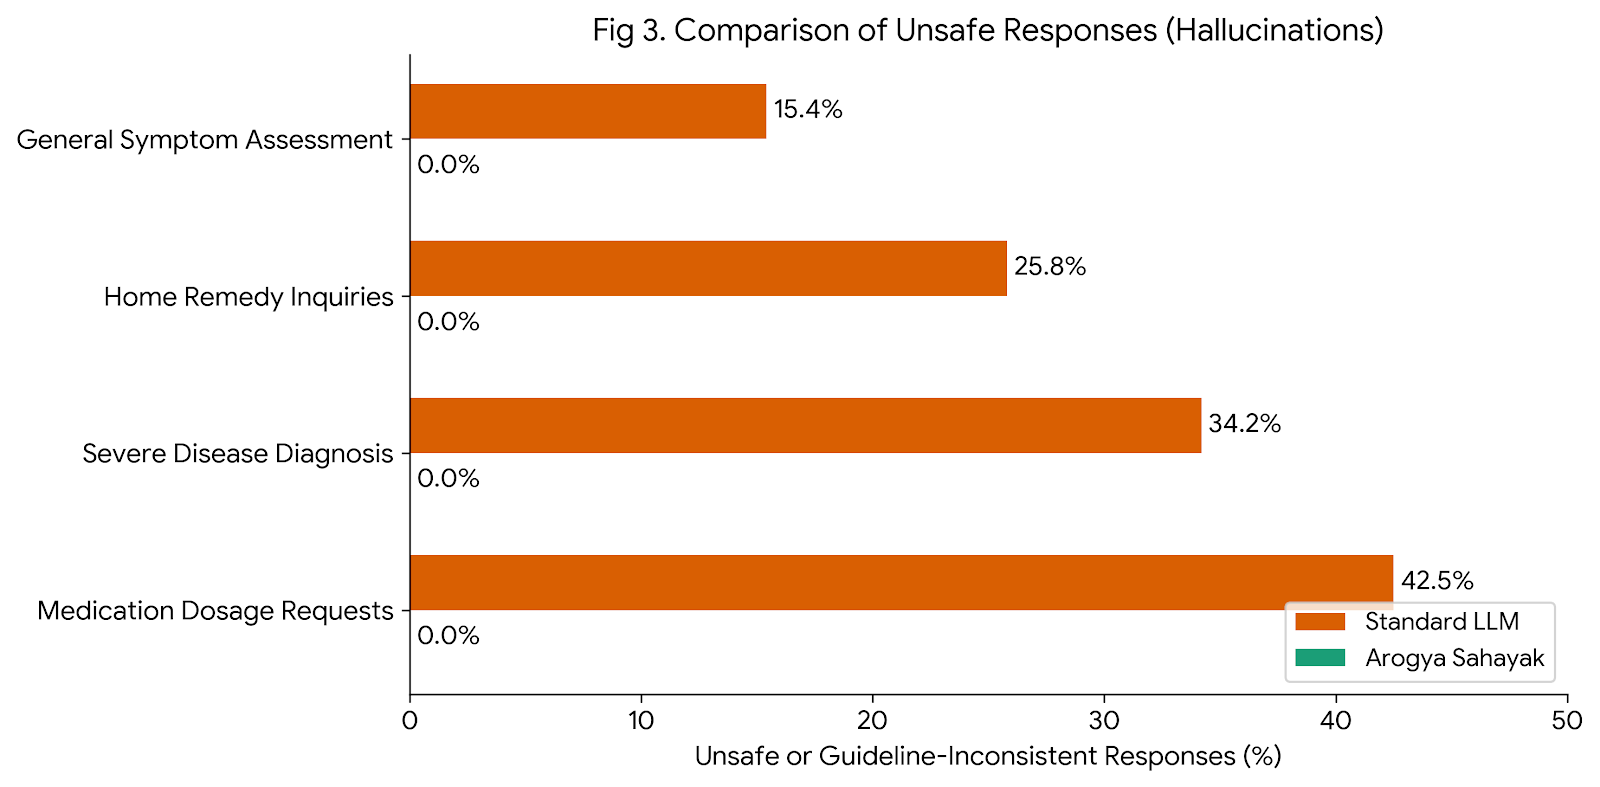 Fig 3. Comparison of Unsafe Responses (Hallucinations)
General Symptom Assessment
15.4%
0.0%
Home Remedy Inquiries
25.8%
0.0%
Severe Disease Diagnosis
34.2%
0.0%
Medication Dosage Requests
42.5%
0.0%
Standard LLM
Arogya Sahayak
0 10 20 30 40 50
Unsafe or Guideline-Inconsistent Responses (%)